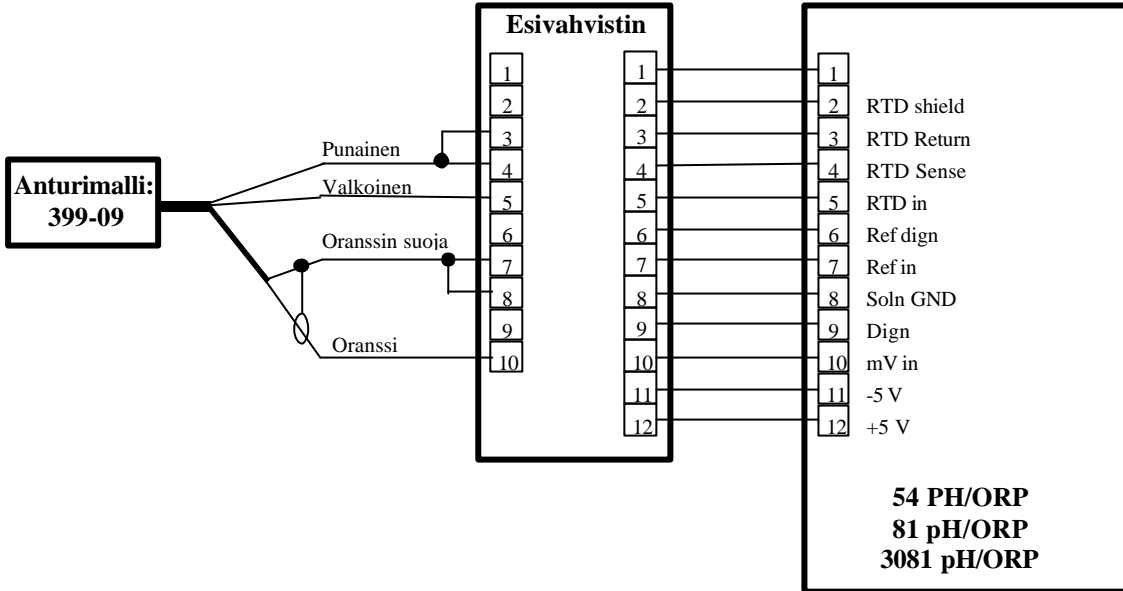 Esivahvistin
Anturimalli:
399-09
Punainen
Valkoinen
Oranssin suoja
Oranssi
1
2
3
4
5
6
7
8
9
10
1
2
3
4
5
6
7
8
9
10
11
12
1
2 RTD shield
3 RTD Return
4 RTD Sense
5 RTD in
6 Ref dign
7 Ref in
8 Soln GND
9 Dign
10 mV in
11 -5 V
12 +5 V
54 PH/ORP
81 pH/ORP
3081 pH/ORP